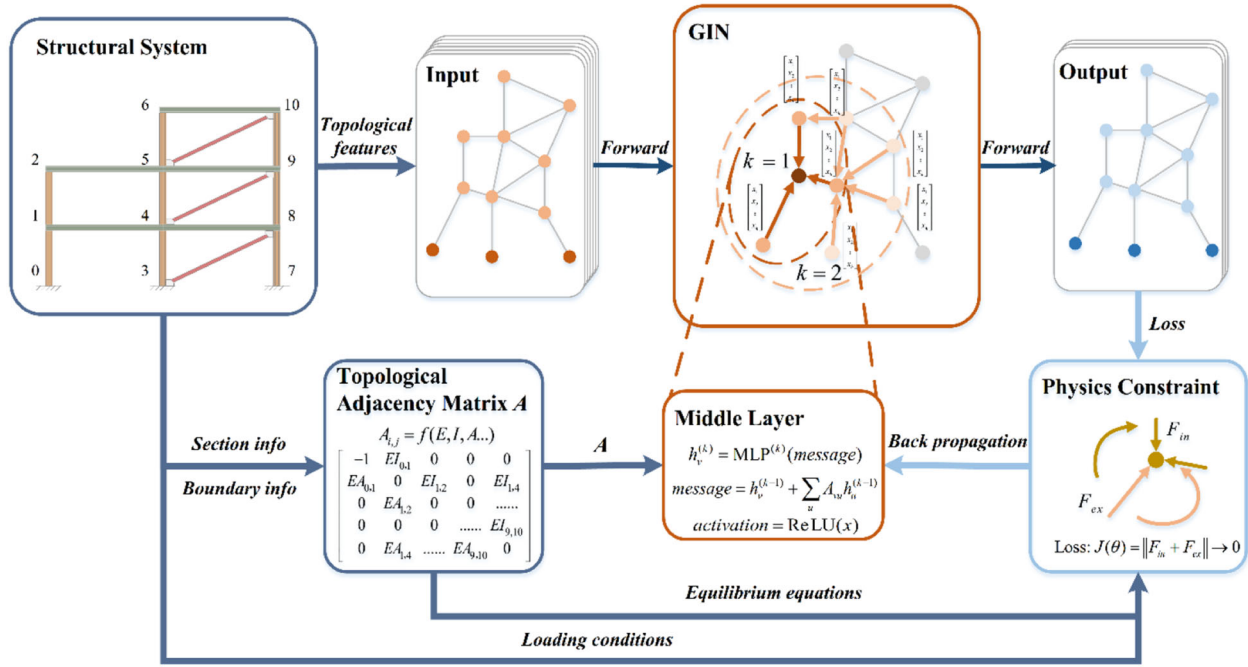 Structural System
6
10
2
5
9
1
4
8
0
3
7
Topological
features
Input
Forward
GIN
k = 1
k = 2
Forward
Output
Loss
Section info
Boundary info
Topological
Adjacency Matrix A
A_{i,j} = f(E, I, A...)
-1 EI_{0,1} 0 0 0
EA_{0,1} 0 EI_{1,2} 0 EI_{1,4}
0 EA_{1,2} 0 0 ......
0 0 0 ...... EI_{9,10}
0 EA_{1,4} ...... EA_{9,10} 0
A
Middle Layer
h_v^{(k)} = MLP^{(k)}(message)
message = h_v^{(k-1)} + \sum_u A_{vu} h_u^{(k-1)}
activation = ReLU(x)
Back propagation
Physics Constraint
F_{in}
F_{ex}
Loss: J(θ) = ‖F_{in} + F_{ex}‖ → 0
Equilibrium equations
Loading conditions